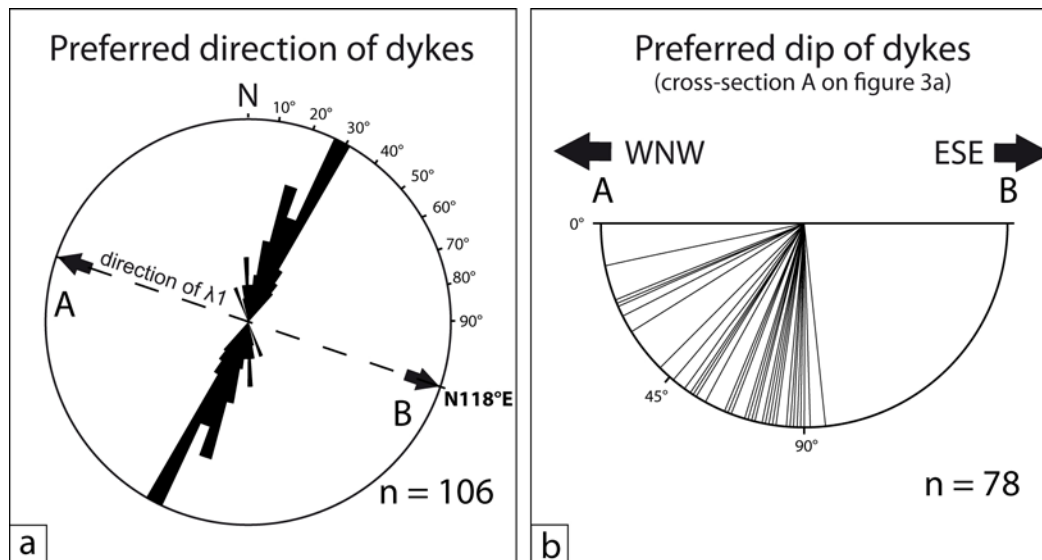 Preferred direction of dykes
N
10°
20°
30°
40°
50°
60°
70°
80°
90°
direction of λ1
A
B
N118°E
n = 106
a
Preferred dip of dykes
(cross-section A on figure 3a)
WNW
ESE
A
B
0°
45°
90°
n = 78
b